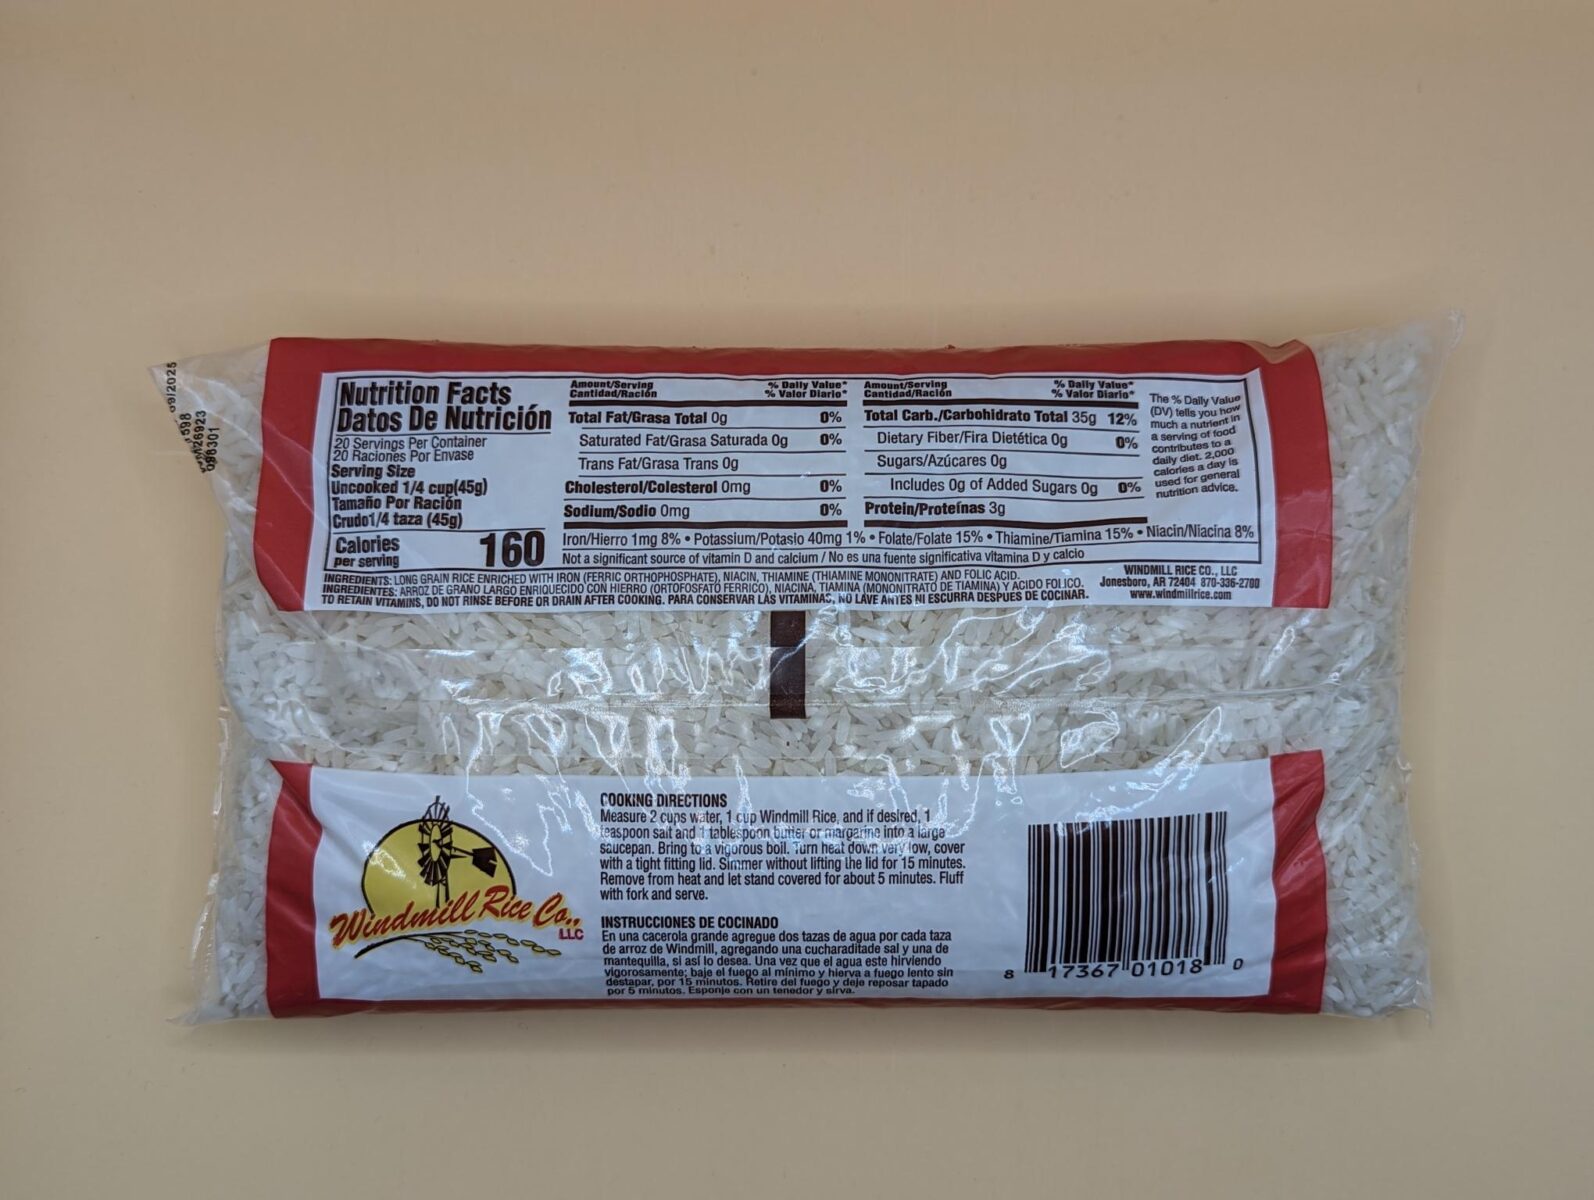 09/2025
Nutrition Facts
Datos De Nutrición
20 Servings Per Container
20 Raciones Por Envase
Serving Size
Uncooked 1/4 cup(45g)
Tamaño Por Ración
Crudo1/4 taza (45g)
Calories
per serving
160
Amount/Serving
Cantidad/Ración
% Daily Value*
% Valor Diario*
Total Fat/Grasa Total 0g 0%
Saturated Fat/Grasa Saturada 0g 0%
Trans Fat/Grasa Trans 0g
Cholesterol/Colesterol 0mg 0%
Sodium/Sodio 0mg 0%
Amount/Serving
Cantidad/Ración
% Daily Value*
% Valor Diario*
Total Carb./Carbohidrato Total 35g 12%
Dietary Fiber/Fira Dietética 0g 0%
Sugars/Azúcares 0g
Includes 0g of Added Sugars 0g 0%
Protein/Proteínas 3g
The % Daily Value
(DV) tells you how
much a nutrient in
a serving of food
contributes to a
daily diet. 2,000
calories a day is
used for general
nutrition advice.
Iron/Hierro 1mg 8% • Potassium/Potasio 40mg 1% • Folate/Folate 15% • Thiamine/Tiamina 15% • Niacin/Niacina 8%
Not a significant source of vitamin D and calcium / No es una fuente significativa vitamina D y calcio
INGREDIENTS: LONG GRAIN RICE ENRICHED WITH IRON (FERRIC ORTHOPHOSPHATE), NIACIN, THIAMINE (THIAMINE MONONITRATE) AND FOLIC ACID.
INGREDIENTES: ARROZ DE GRANO LARGO ENRIQUECIDO CON HIERRO (ORTOFOSFATO FERRICO), NIACINA, TIAMINA (MONONITRATO DE TIAMINA) Y ACIDO FOLICO.
TO RETAIN VITAMINS, DO NOT RINSE BEFORE OR DRAIN AFTER COOKING. PARA CONSERVAR LAS VITAMINAS, NO LAVE ANTES NI ESCURRA DESPUES DE COCINAR.
WINDMILL RICE CO., LLC
Jonesboro, AR 72404 870-336-2700
www.windmillrice.com
Windmill Rice Co.,
LLC
COOKING DIRECTIONS
Measure 2 cups water, 1 cup Windmill Rice, and if desired, 1
teaspoon salt and 1 tablespoon butter or margarine into a large
saucepan. Bring to a vigorous boil. Turn heat down very low, cover
with a tight fitting lid. Simmer without lifting the lid for 15 minutes.
Remove from heat and let stand covered for about 5 minutes. Fluff
with fork and serve.
INSTRUCCIONES DE COCINADO
En una cacerola grande agregue dos tazas de agua por cada taza
de arroz de Windmill, agregando una cucharaditade sal y una de
mantequilla, si así lo desea. Una vez que el agua este hirviendo
vigorosamente; baje el fuego al mínimo y hierva a fuego lento sin
destapar, por 15 minutos. Retire del fuego y deje reposar tapado
por 5 minutos. Esponje con un tenedor y sirva.
8 17367 01018 0